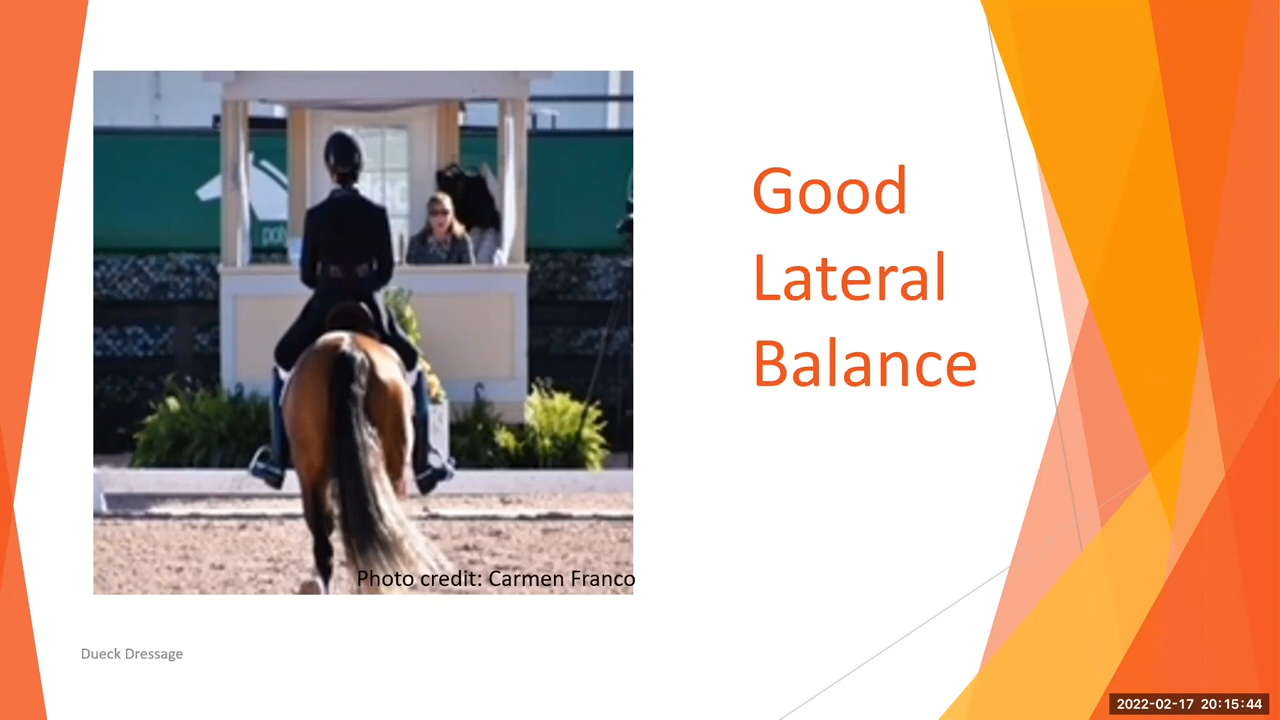 Good
Lateral
Balance
Photo credit: Carmen Franco
Dueck Dressage
2022-02-17 20:15:44